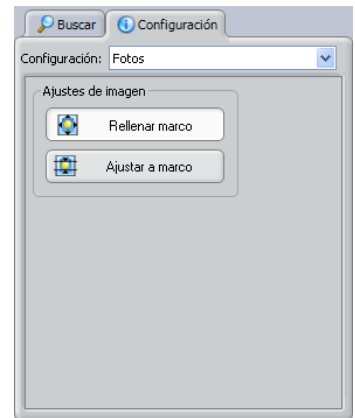 Buscar Configuración
Configuración: Fotos
Ajustes de imagen
Rellenar marco
Ajustar a marco